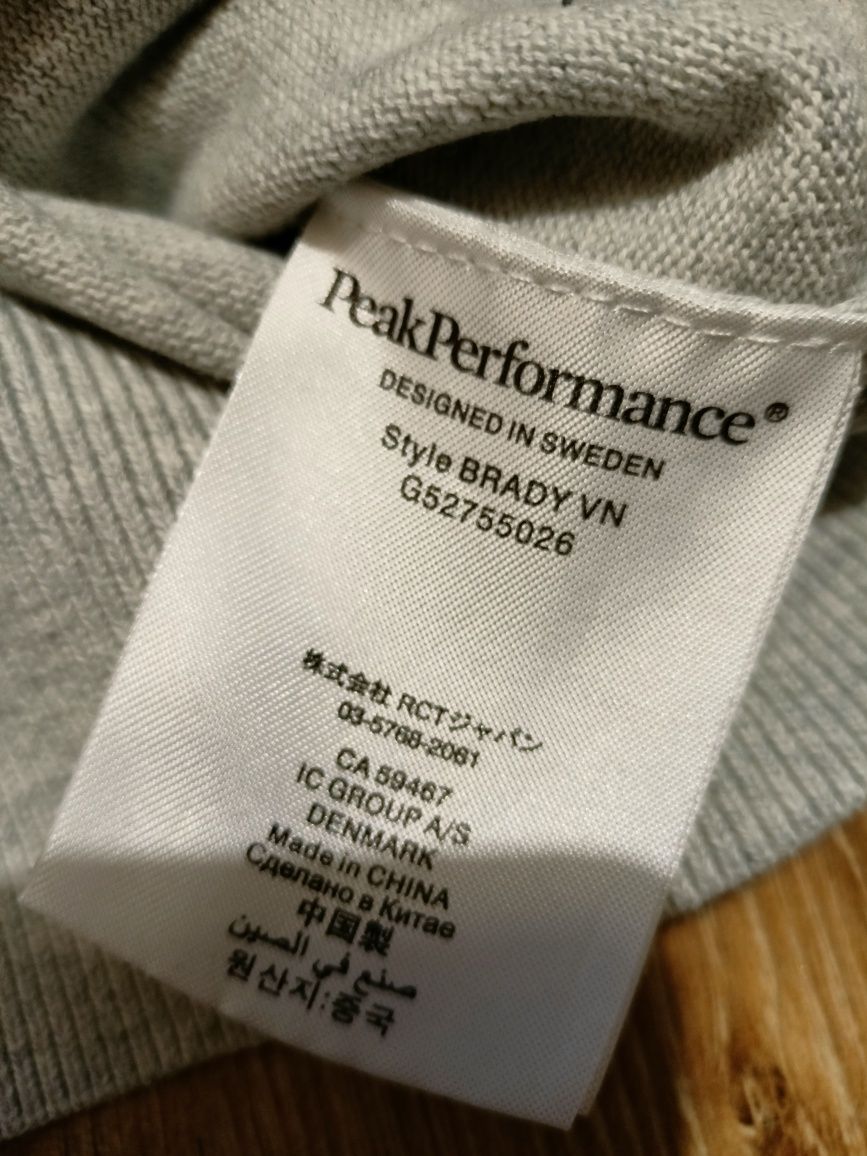 PeakPerformance®
DESIGNED IN SWEDEN
Style BRADY VN
G52755026
株式会社 RCTジャパン
03-5768-2061
CA 59467
IC GROUP A/S
DENMARK
Made in CHINA
Сделано в Китае
中国製
صنع في الصين
원산지:중국